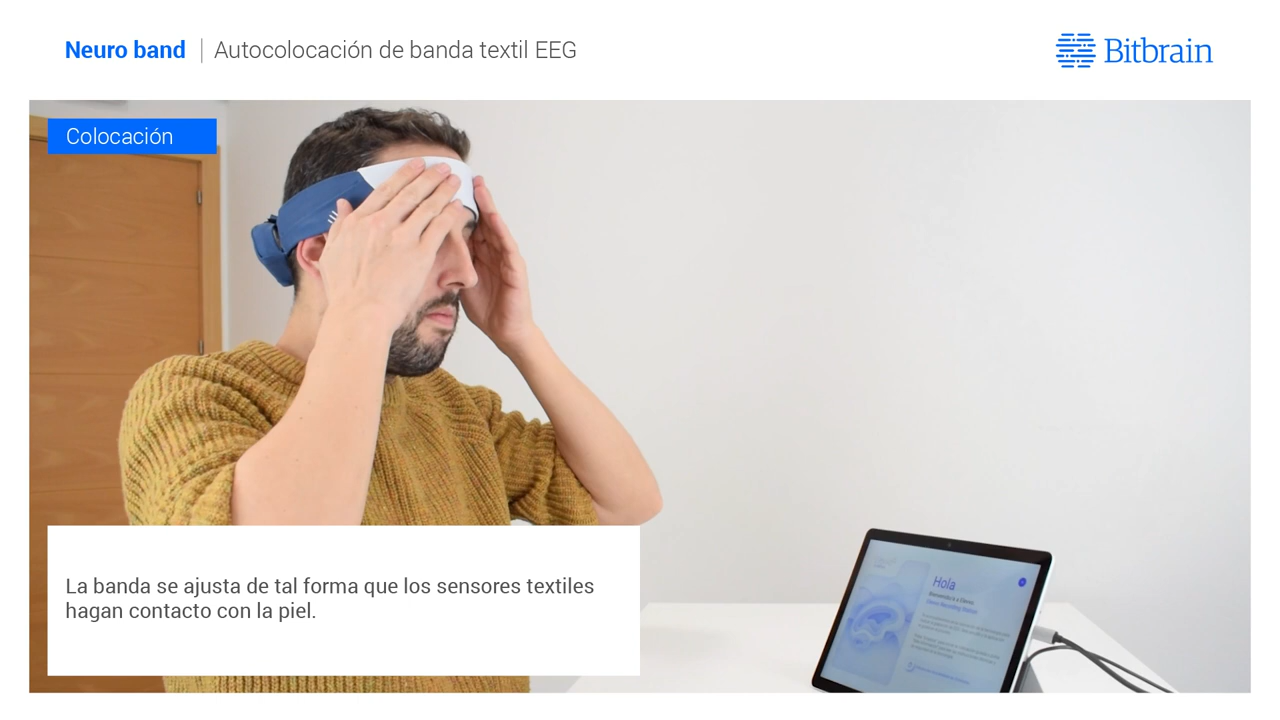 Neuro band | Autocolocación de banda textil EEG
Bitbrain
Colocación
La banda se ajusta de tal forma que los sensores textiles
hagan contacto con la piel.
Hola